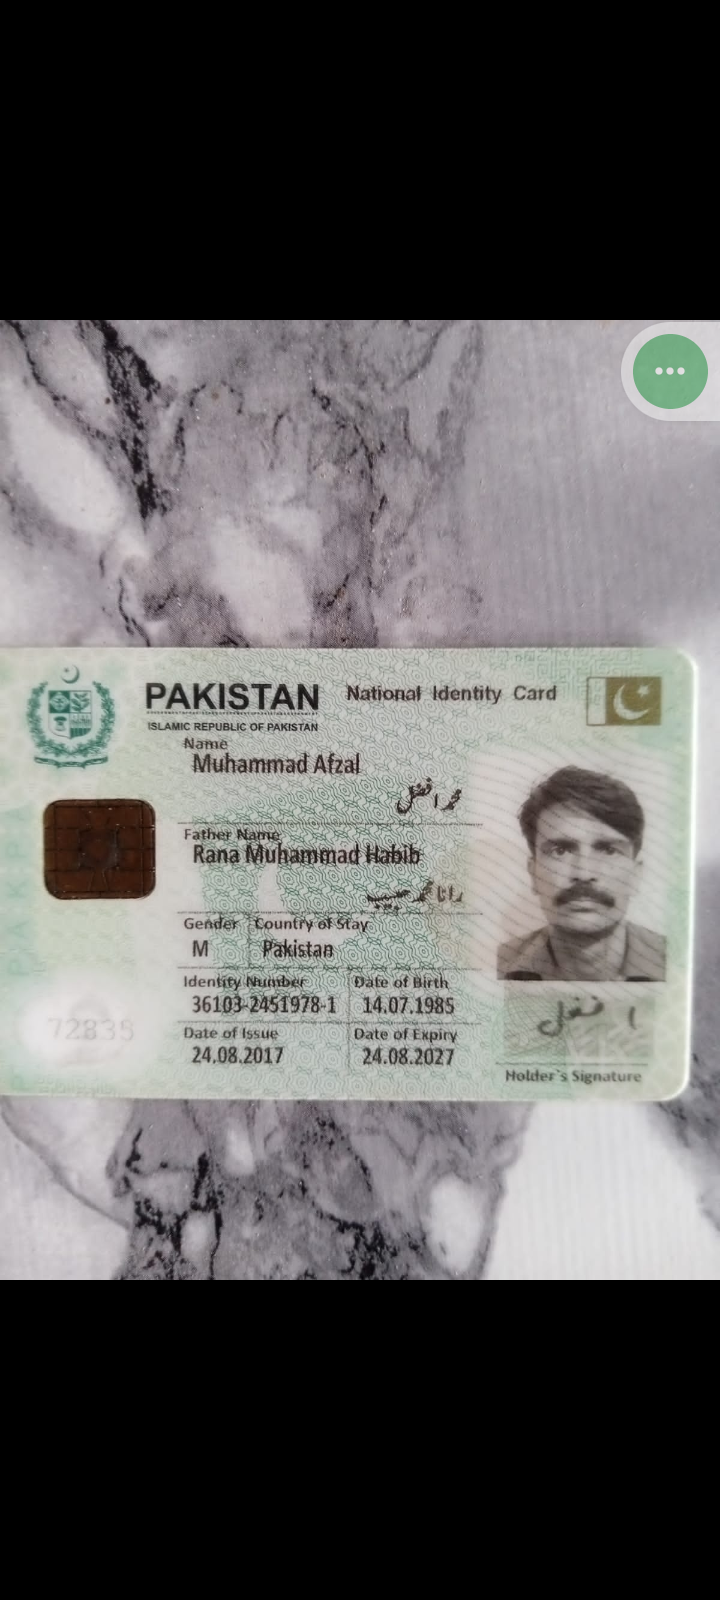 PAKISTAN National Identity Card
ISLAMIC REPUBLIC OF PAKISTAN
Name
Muhammad Afzal
محمد افضل
Father Name
Rana Muhammad Habib
رانا محمد حبیب
Gender Country of Stay
M Pakistan
Identity Number Date of Birth
36103-2451978-1 14.07.1985
72835
افضل
Date of Issue Date of Expiry
24.08.2017 24.08.2027
Holder`s Signature